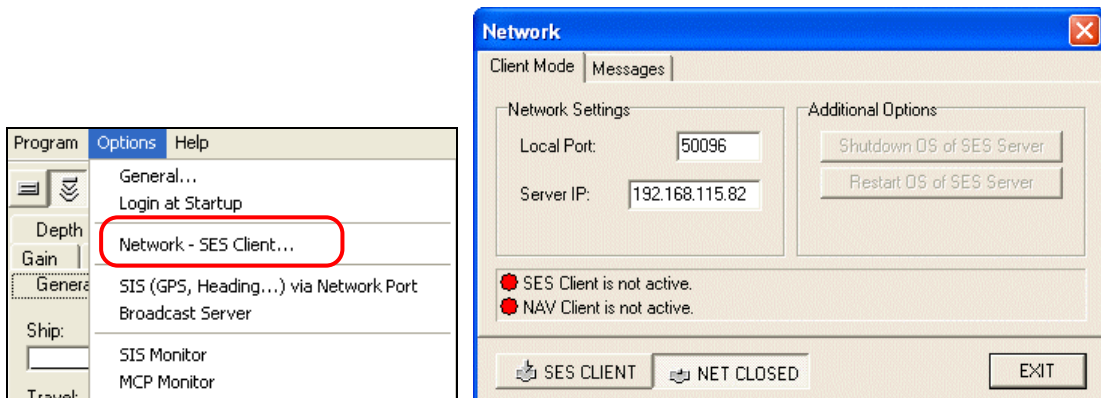 Program Options Help
General...
Login at Startup
Depth
Gain
Network - SES Client...
Genera
SIS (GPS, Heading...) via Network Port
Broadcast Server
Ship:
SIS Monitor
MCP Monitor
Travel:
Network
Client Mode Messages
Network Settings
Local Port: 50096
Server IP: 192.168.115.82
Additional Options
Shutdown OS of SES Server
Restart OS of SES Server
SES Client is not active.
NAV Client is not active.
SES CLIENT NET CLOSED EXIT